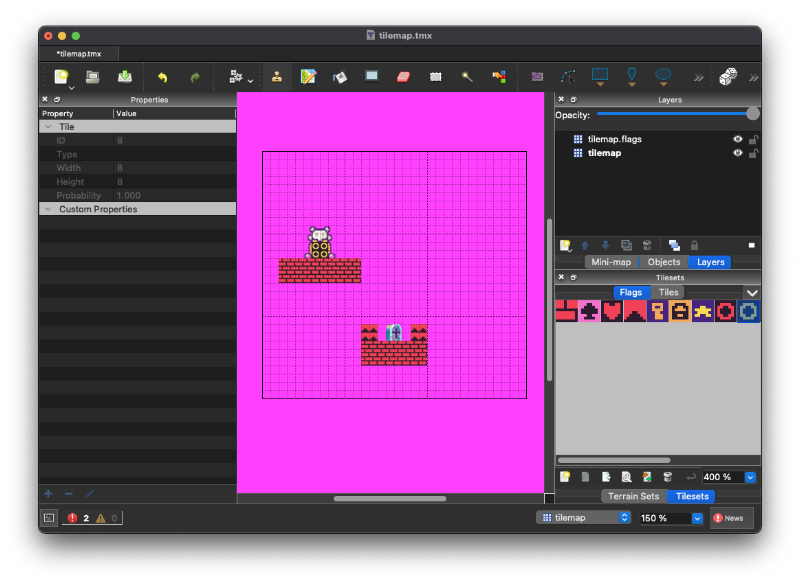 tilemap.tmx
*tilemap.tmx
Properties
Layers
Property Value
Opacity:
Tile
ID 8
Type
Width 8
Height 8
Probability 1.000
Custom Properties
tilemap.flags
tilemap
Mini-map Objects Layers
Tilesets
Flags Tiles
400 %
Terrain Sets Tilesets
2 0
tilemap
150 %
News